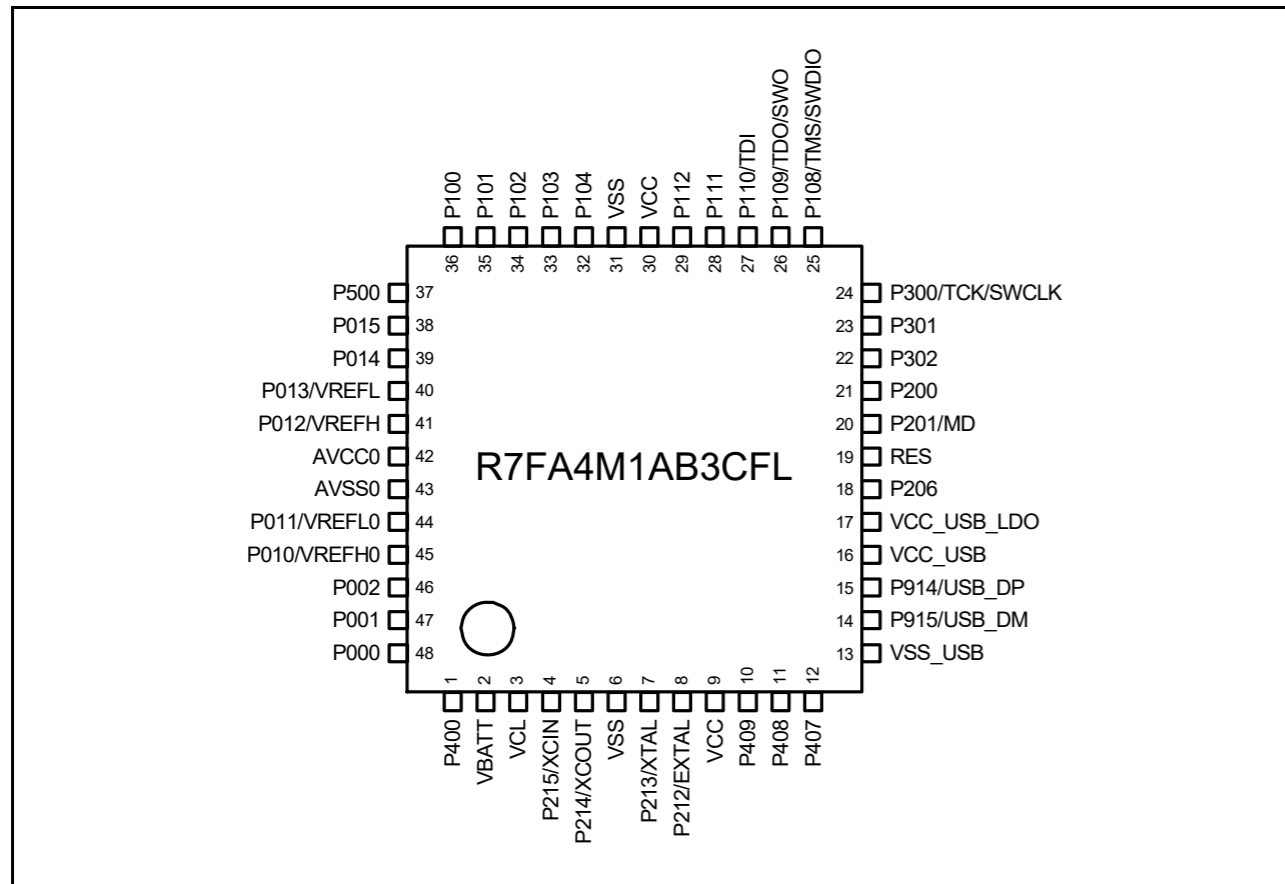 P100
P101
P102
P103
P104
VSS
VCC
P112
P111
P110/TDI
P109/TDO/SWO
P108/TMS/SWDIO
36
35
34
33
32
31
30
29
28
27
26
25
P500 37
P015 38
P014 39
P013/VREFL 40
P012/VREFH 41
AVCC0 42
AVSS0 43
P011/VREFL0 44
P010/VREFH0 45
P002 46
P001 47
P000 48
R7FA4M1AB3CFL
24 P300/TCK/SWCLK
23 P301
22 P302
21 P200
20 P201/MD
19 RES
18 P206
17 VCC_USB_LDO
16 VCC_USB
15 P914/USB_DP
14 P915/USB_DM
13 VSS_USB
1
2
3
4
5
6
7
8
9
10
11
12
P400
VBATT
VCL
P215/XCIN
P214/XCOUT
VSS
P213/XTAL
P212/EXTAL
VCC
P409
P408
P407